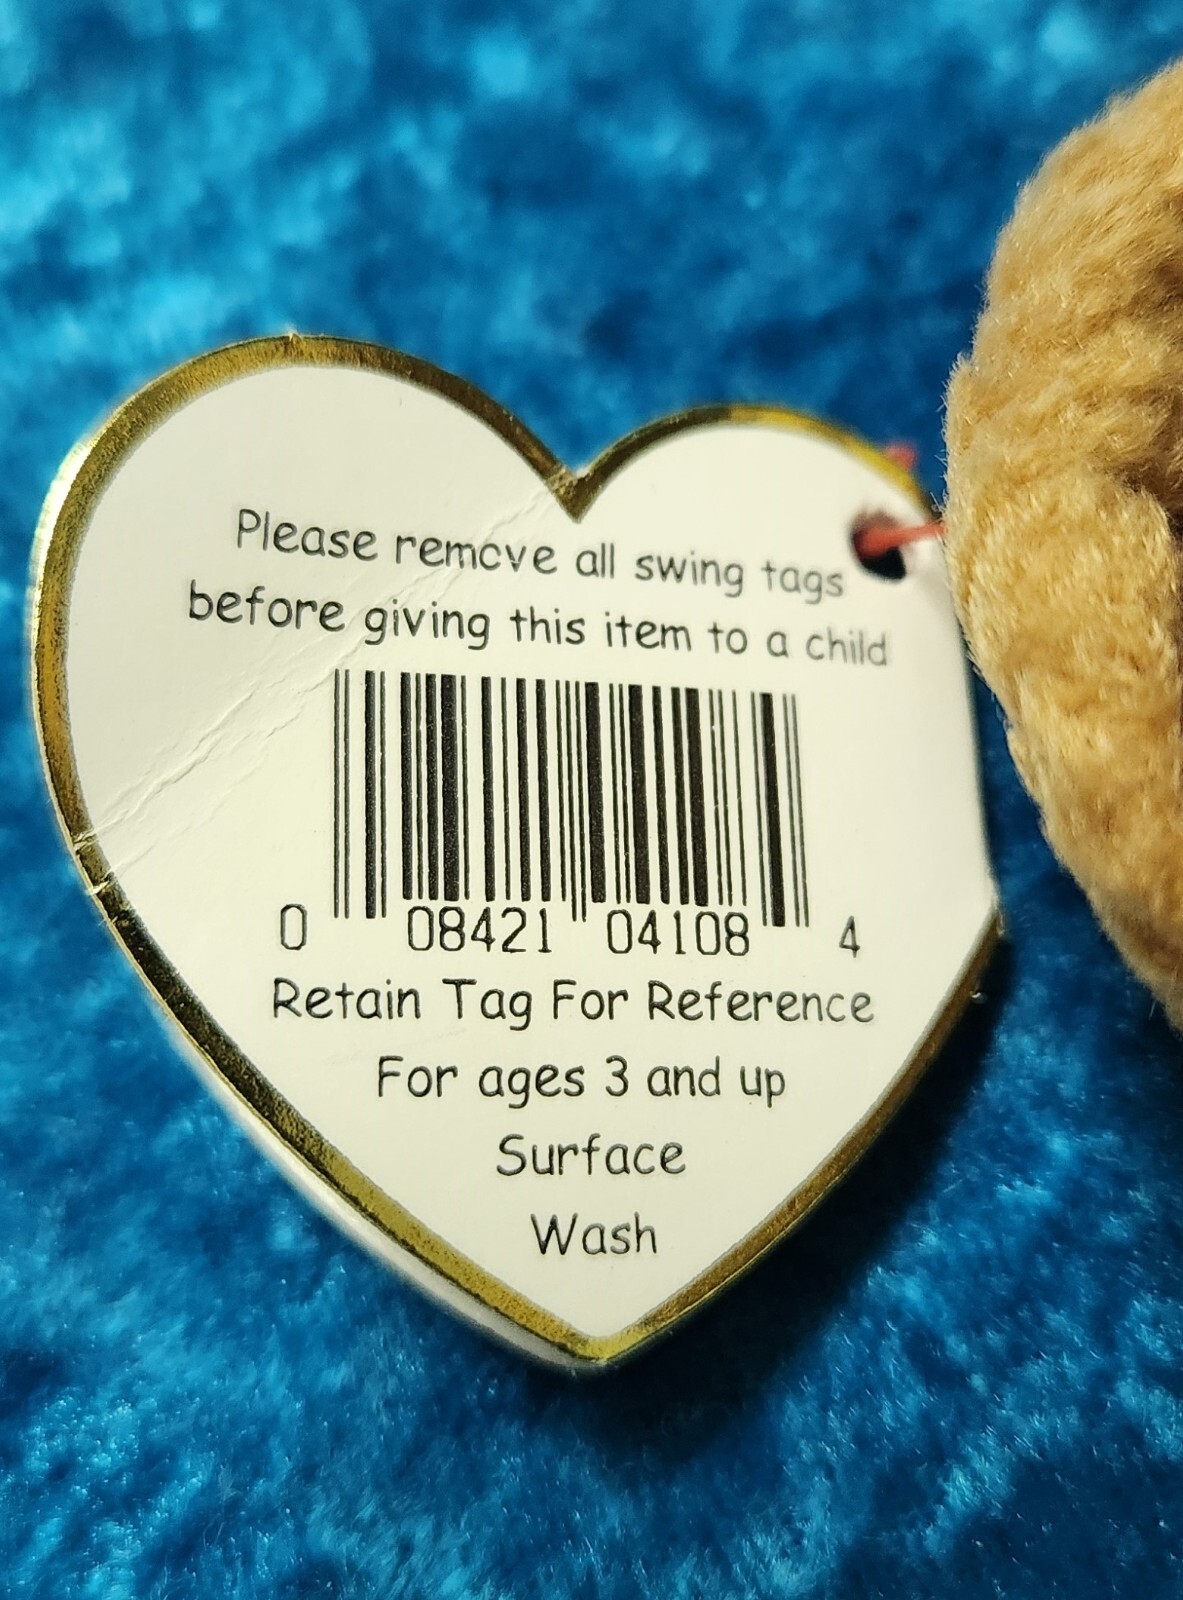 Please remove all swing tags
before giving this item to a child
0 08421 04108 4
Retain Tag For Reference
For ages 3 and up
Surface
Wash